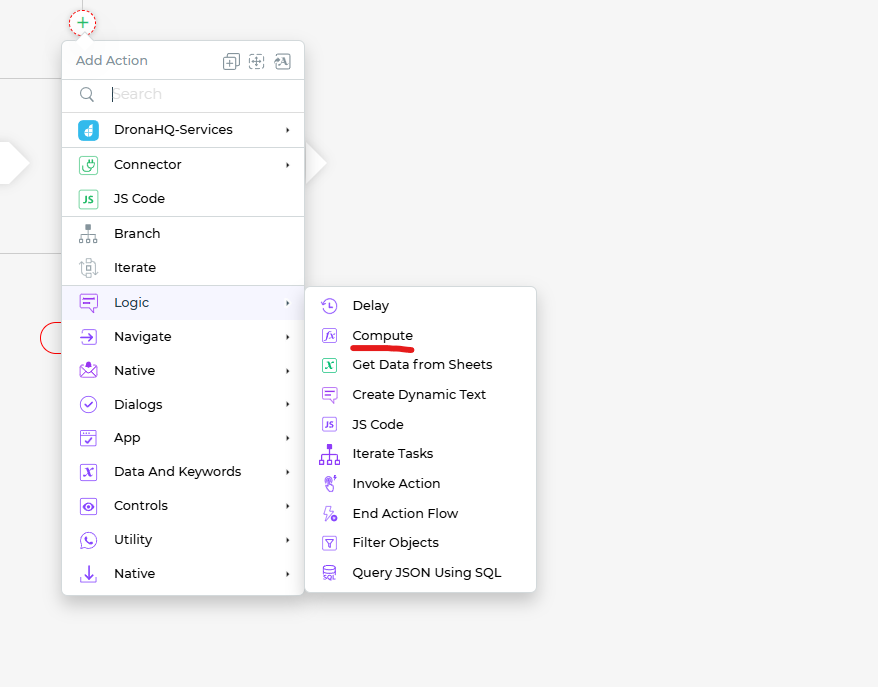 Add Action
Search
DronaHQ-Services
Connector
JS JS Code
Branch
Iterate
Logic
Navigate
Native
Dialogs
App
X Data And Keywords
Controls
Utility
Native
Delay
fx Compute
X Get Data from Sheets
Create Dynamic Text
JS JS Code
Iterate Tasks
Invoke Action
End Action Flow
Filter Objects
SQL Query JSON Using SQL